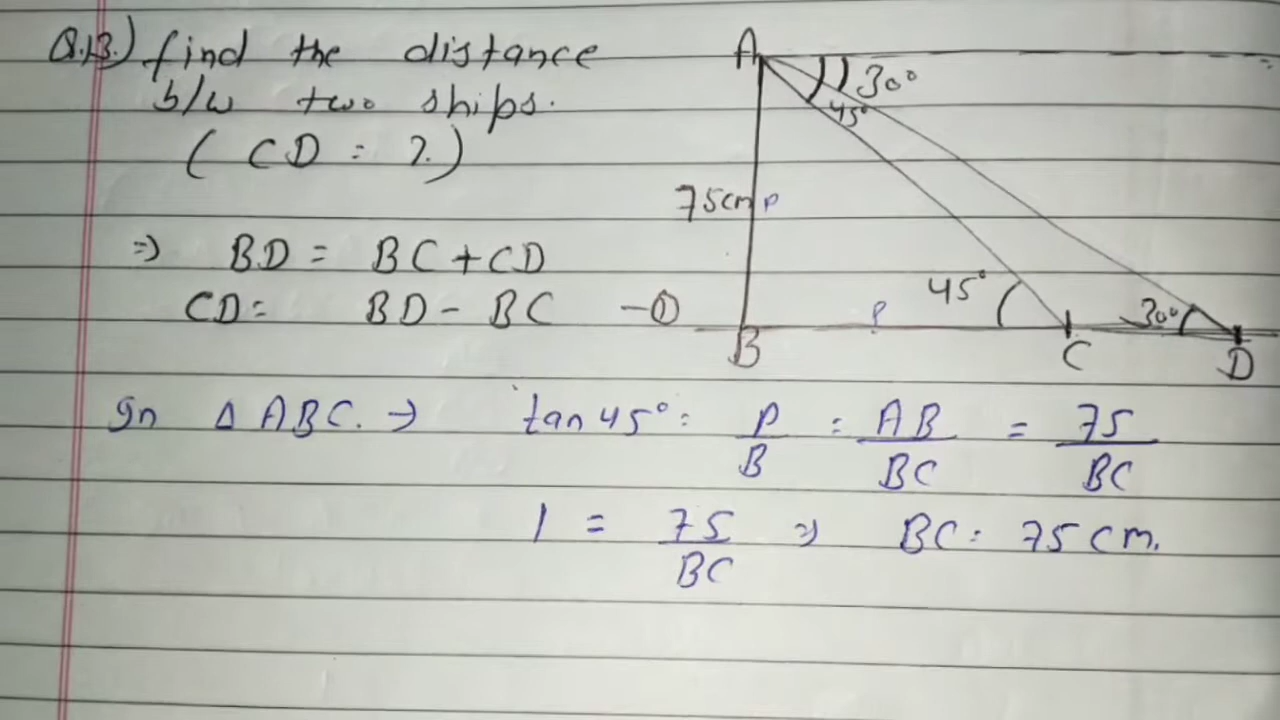 Q.13.) find the distance
b/w two ships.
( CD = ?. )
⇒ BD = BC + CD
CD = BD - BC - ①
A 30°
45°
75cm P
45° 30°
P
B C D
In Δ ABC. → tan 45° = P/B = AB/BC = 75/BC
1 = 75/BC ⇒ BC = 75 cm.